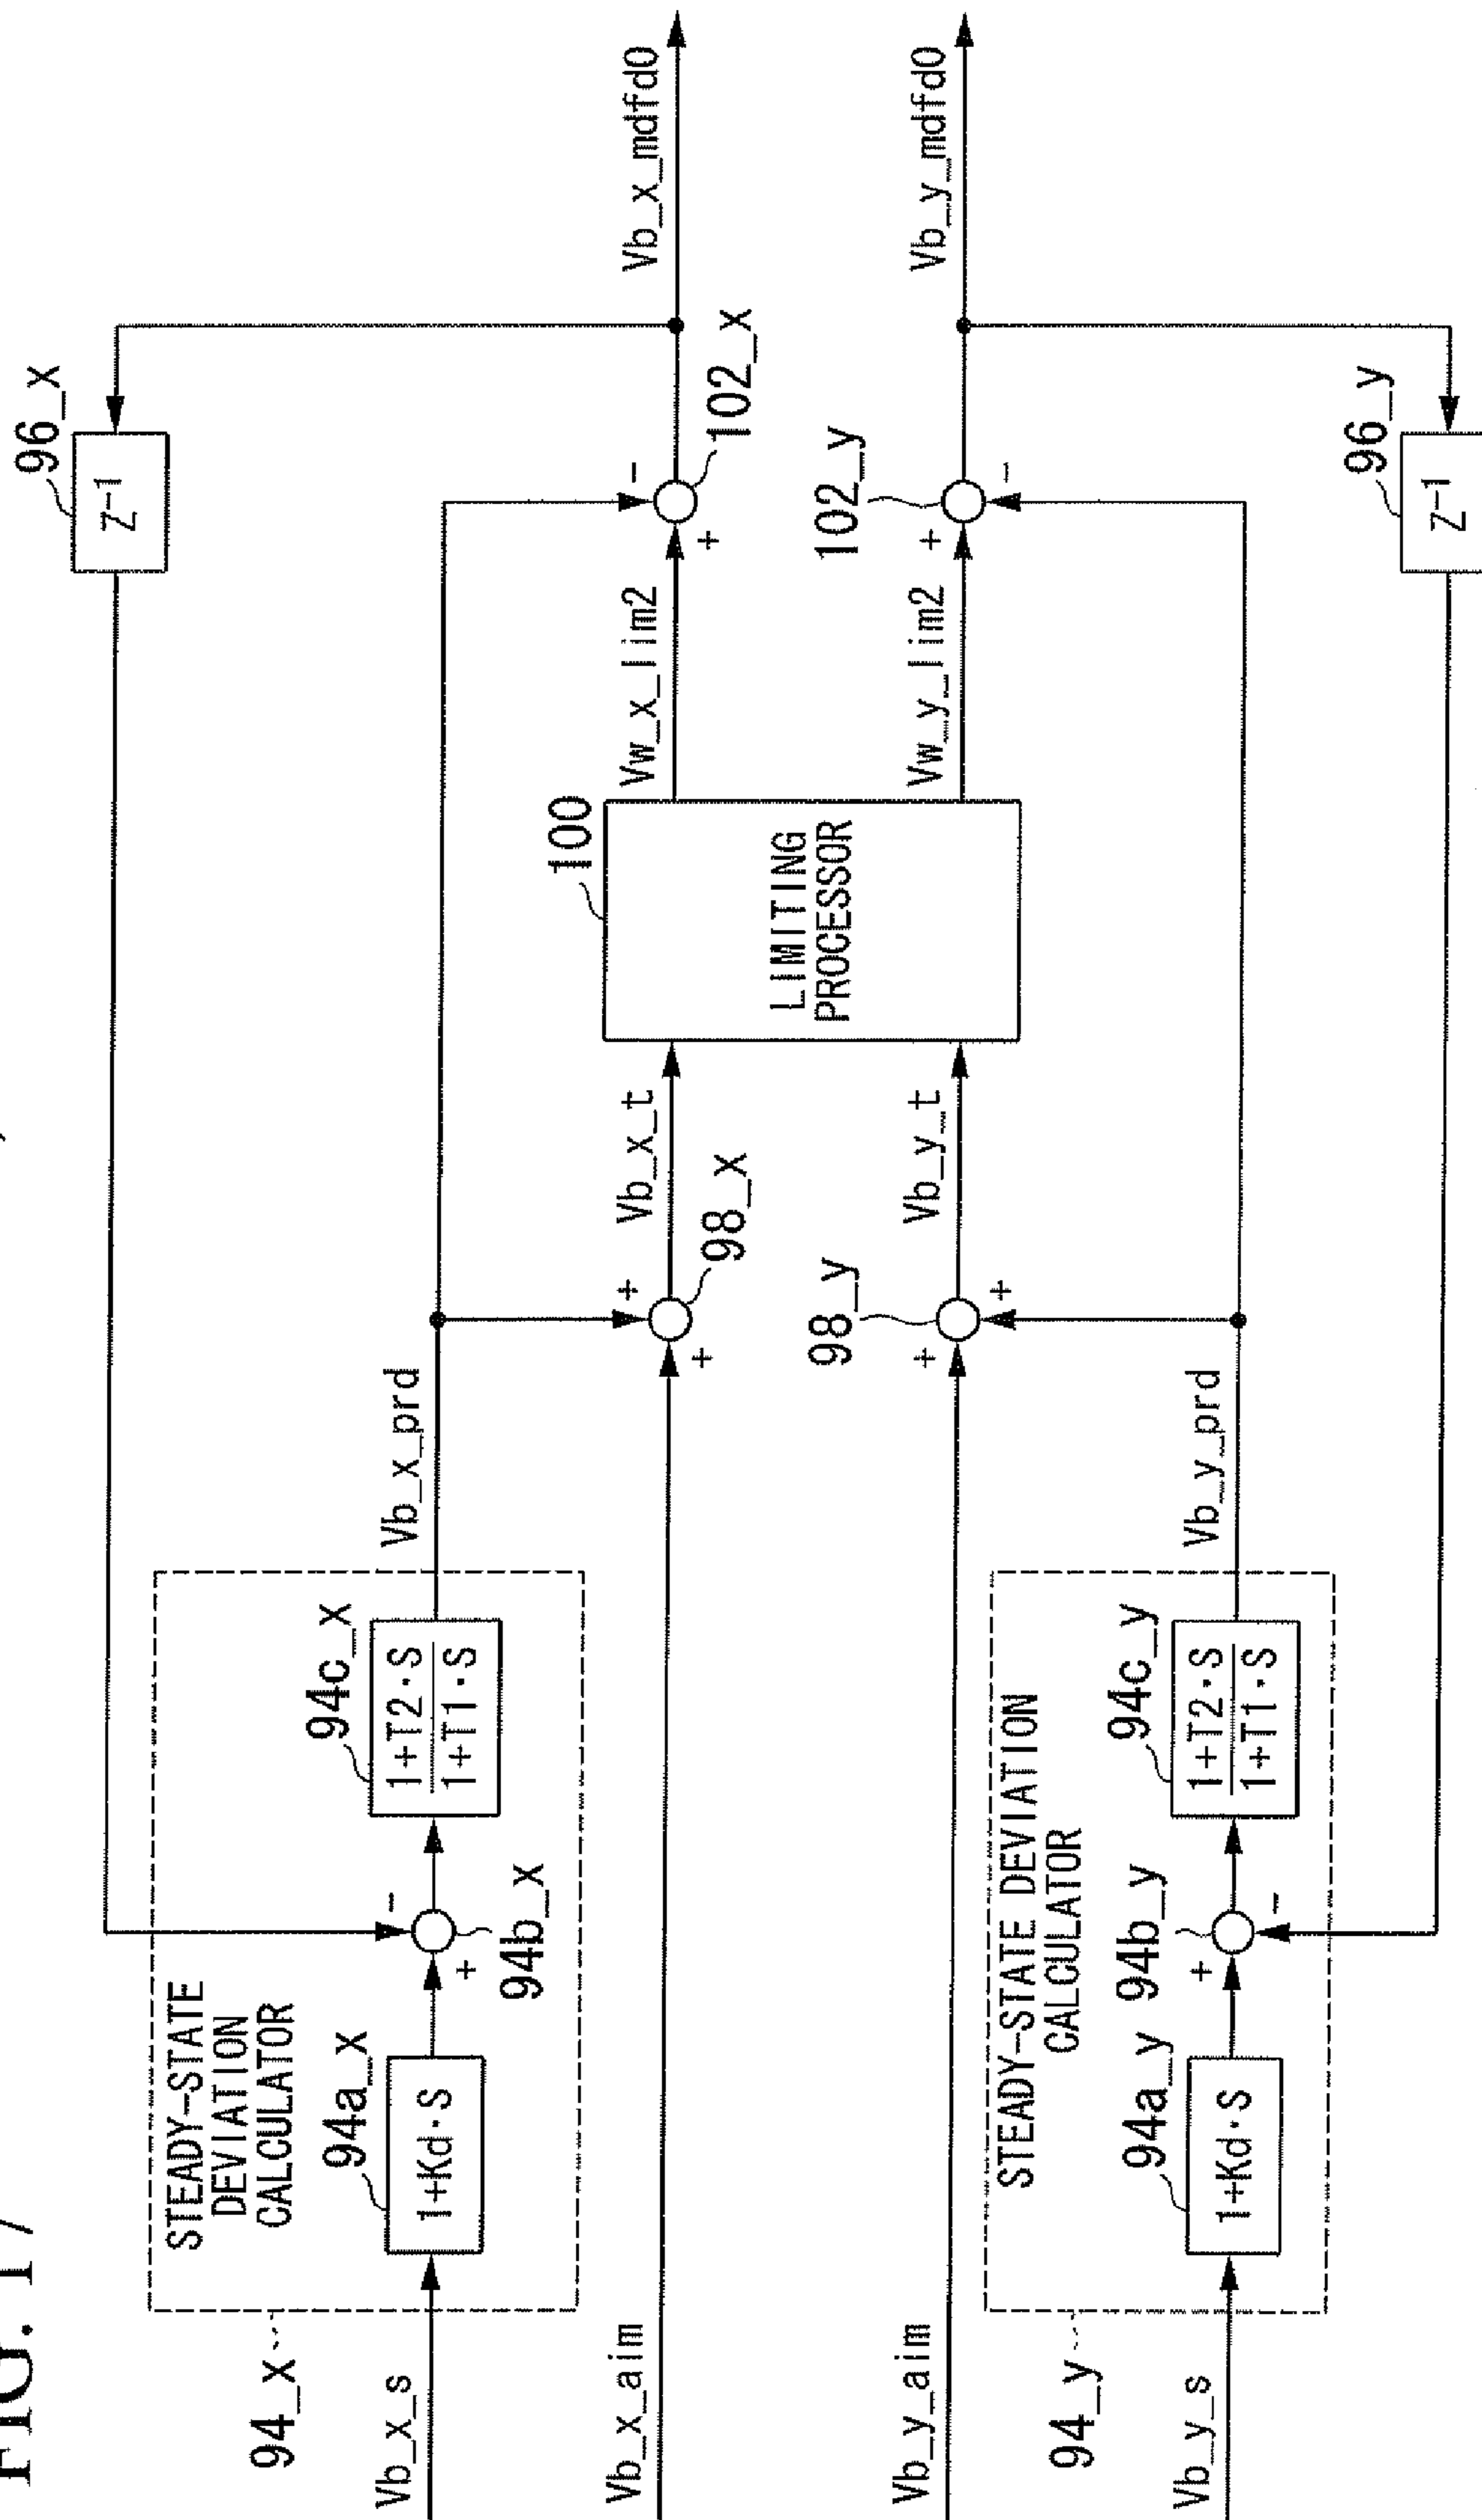 FIG. 17
96_x
Z-1
94_x
STEADY-STATE
DEVIATION
CALCULATOR
94a_x
1+Kd·S
94b_x
+
-
94c_x
1+T2·S
1+T1·S
Vb_x_s
Vb_x_prd
Vb_x_aim
+
+
98_x
Vb_x_t
100
LIMITING
PROCESSOR
Vw_x_lim2
+
-
102_x
Vb_x_mdfd0
Vb_y_aim
98_y
+
+
Vb_y_t
Vw_y_lim2
102_y
+
-
Vb_y_mdfd0
94_y
STEADY-STATE DEVIATION
CALCULATOR
94a_y
1+Kd·S
94b_y
+
-
94c_y
1+T2·S
1+T1·S
Vb_y_s
Vb_y_prd
96_y
Z-1